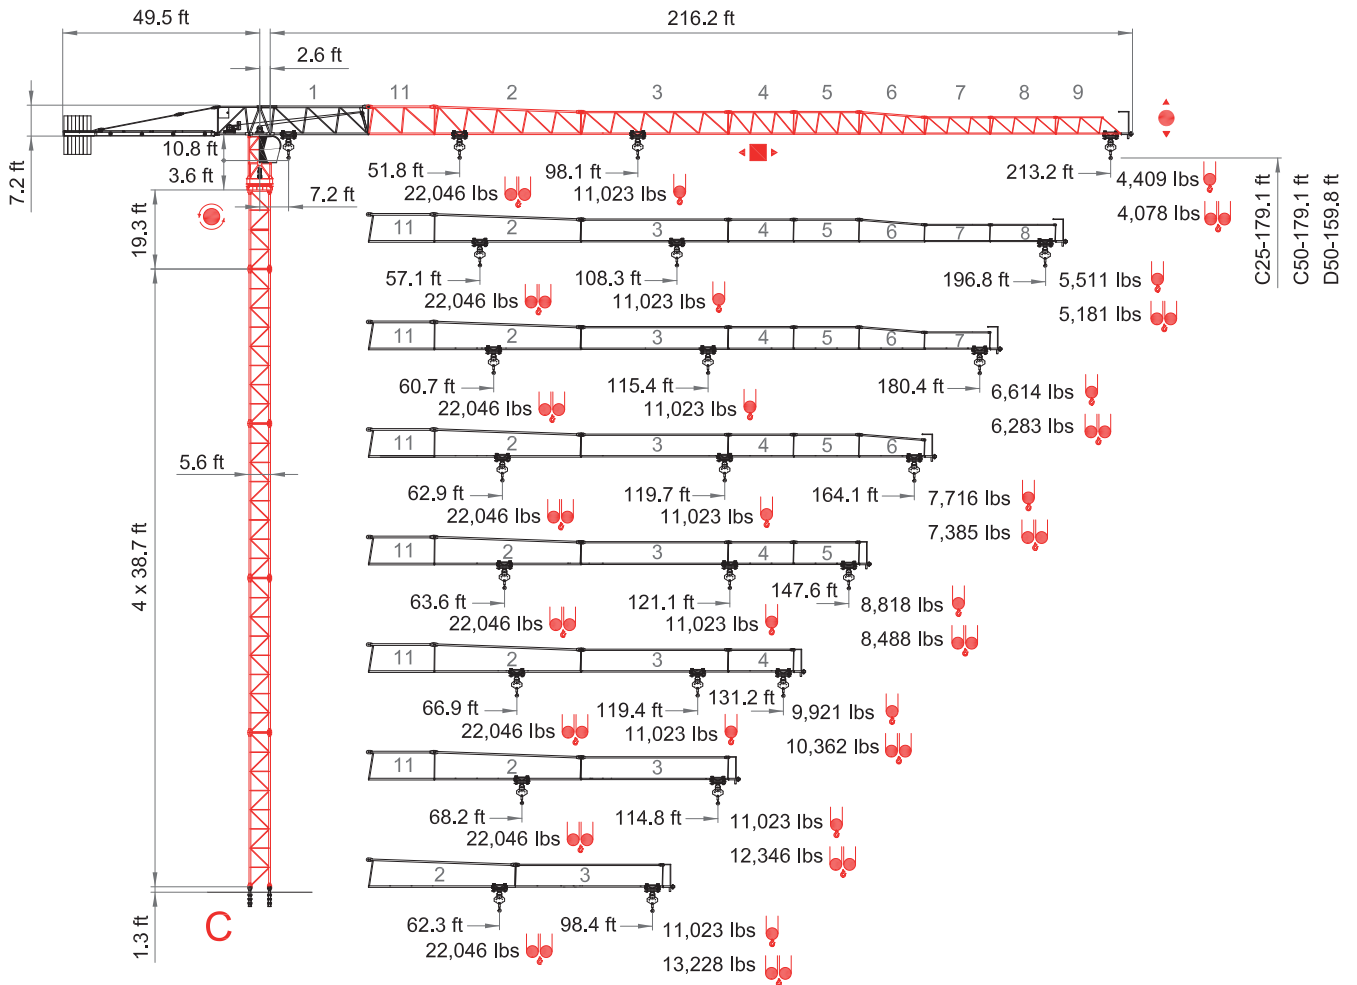 49.5 ft
216.2 ft
2.6 ft
1 11 2 3 4 5 6 7 8 9
7.2 ft
10.8 ft
3.6 ft
7.2 ft
51.8 ft 98.1 ft 213.2 ft
22,046 lbs 11,023 lbs 4,409 lbs
4,078 lbs
C25-179.1 ft
C50-179.1 ft
D50-159.8 ft
19.3 ft
11 2 3 4 5 6 7 8
57.1 ft 108.3 ft 196.8 ft
22,046 lbs 11,023 lbs 5,511 lbs
5,181 lbs
11 2 3 4 5 6 7
60.7 ft 115.4 ft 180.4 ft
22,046 lbs 11,023 lbs 6,614 lbs
6,283 lbs
11 2 3 4 5 6
5.6 ft
62.9 ft 119.7 ft 164.1 ft
22,046 lbs 11,023 lbs 7,716 lbs
7,385 lbs
4 x 38.7 ft
11 2 3 4 5
63.6 ft 121.1 ft 147.6 ft
22,046 lbs 11,023 lbs 8,818 lbs
8,488 lbs
11 2 3 4
66.9 ft 119.4 ft 131.2 ft
22,046 lbs 11,023 lbs 9,921 lbs
10,362 lbs
11 2 3
68.2 ft 114.8 ft
22,046 lbs 11,023 lbs
12,346 lbs
2 3
62.3 ft 98.4 ft
22,046 lbs 11,023 lbs
13,228 lbs
1.3 ft
C